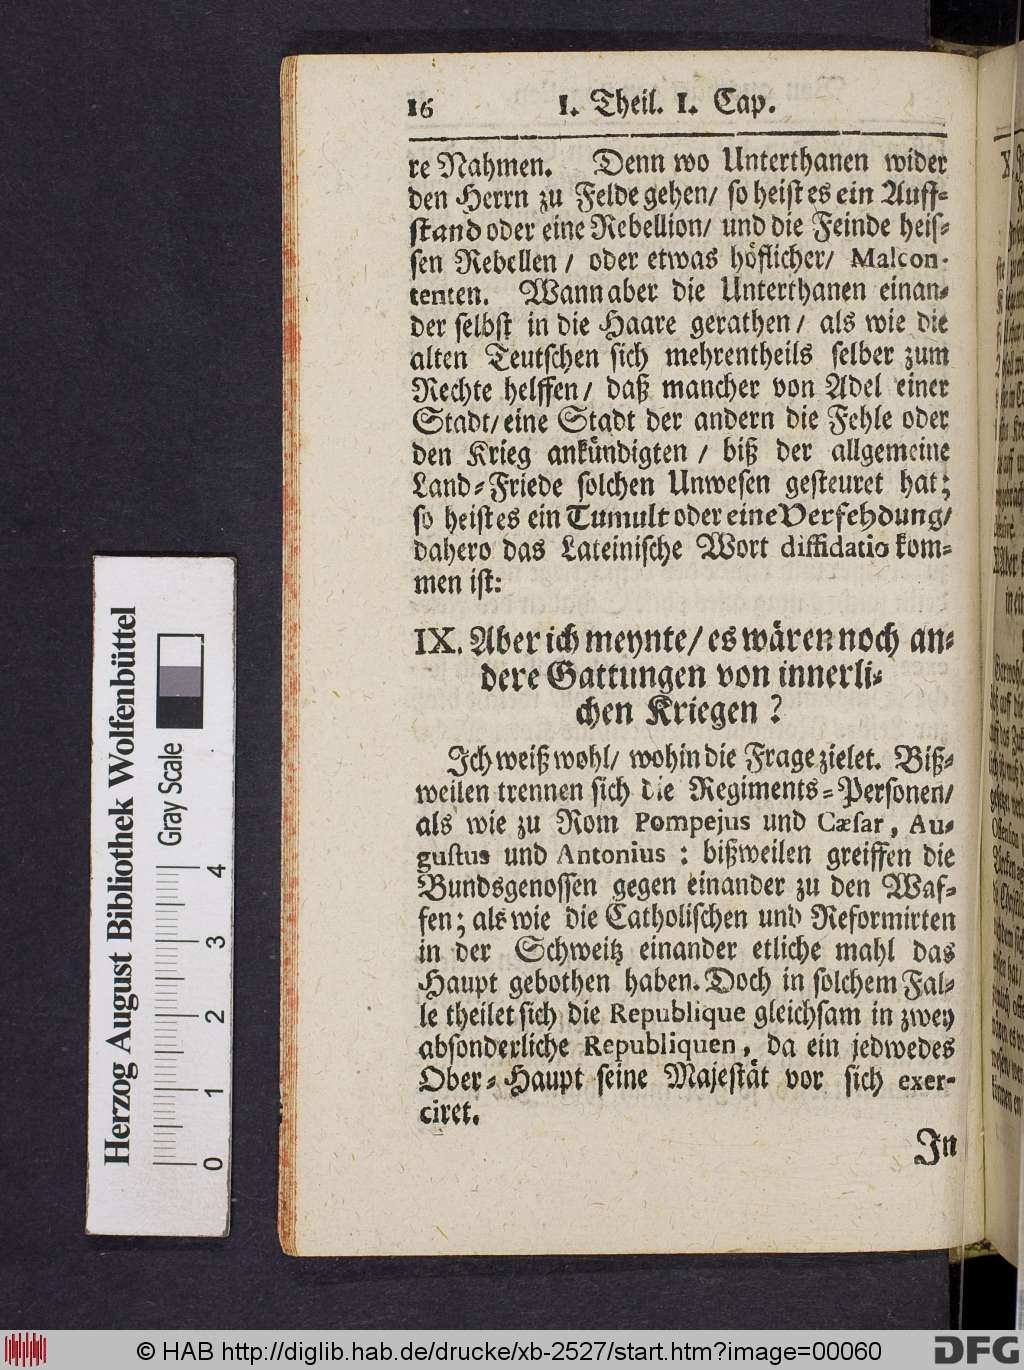 16 I. Theil. I. Cap.
re Nahmen. Denn wo Unterthanen wider
den Herrn zu Felde gehen/ so heist es ein Auff-
stand oder eine Rebellion/ und die Feinde heis-
sen Rebellen / oder etwas höflicher/ Malcon-
tenten. Wann aber die Unterthanen einan-
der selbst in die Haare gerathen/ als wie die
alten Teutschen sich mehrentheils selber zum
Rechte helffen/ daß mancher von Adel einer
Stadt/ eine Stadt der andern die Fehle oder
den Krieg ankündigten / biß der allgemeine
Land-Friede solchen Unwesen gesteuret hat;
so heist es ein Tumult oder eine Verfehdung/
dahero das Lateinische Wort diffidatio kom-
men ist:
IX. Aber ich meynte/ es wären noch an-
dere Gattungen von innerli-
chen Kriegen ?
Ich weiß wohl/ wohin die Frage zielet. Biß-
weilen trennen sich die Regiments-Personen/
als wie zu Rom Pompejus und Cæsar, Au-
gustus und Antonius : bißweilen greiffen die
Bundsgenossen gegen einander zu den Waf-
fen; als wie die Catholischen und Reformirten
in der Schweitz einander etliche mahl das
Haupt gebothen haben. Doch in solchem Fal-
le theilet sich die Republique gleichsam in zwey
absonderliche Republiquen, da ein jedwedes
Ober-Haupt seine Majestät vor sich exer-
ciret.
In
Herzog August Bibliothek Wolfenbüttel
Gray Scale
0 1 2 3 4
© HAB http://diglib.hab.de/drucke/xb-2527/start.htm?image=00060
DFG